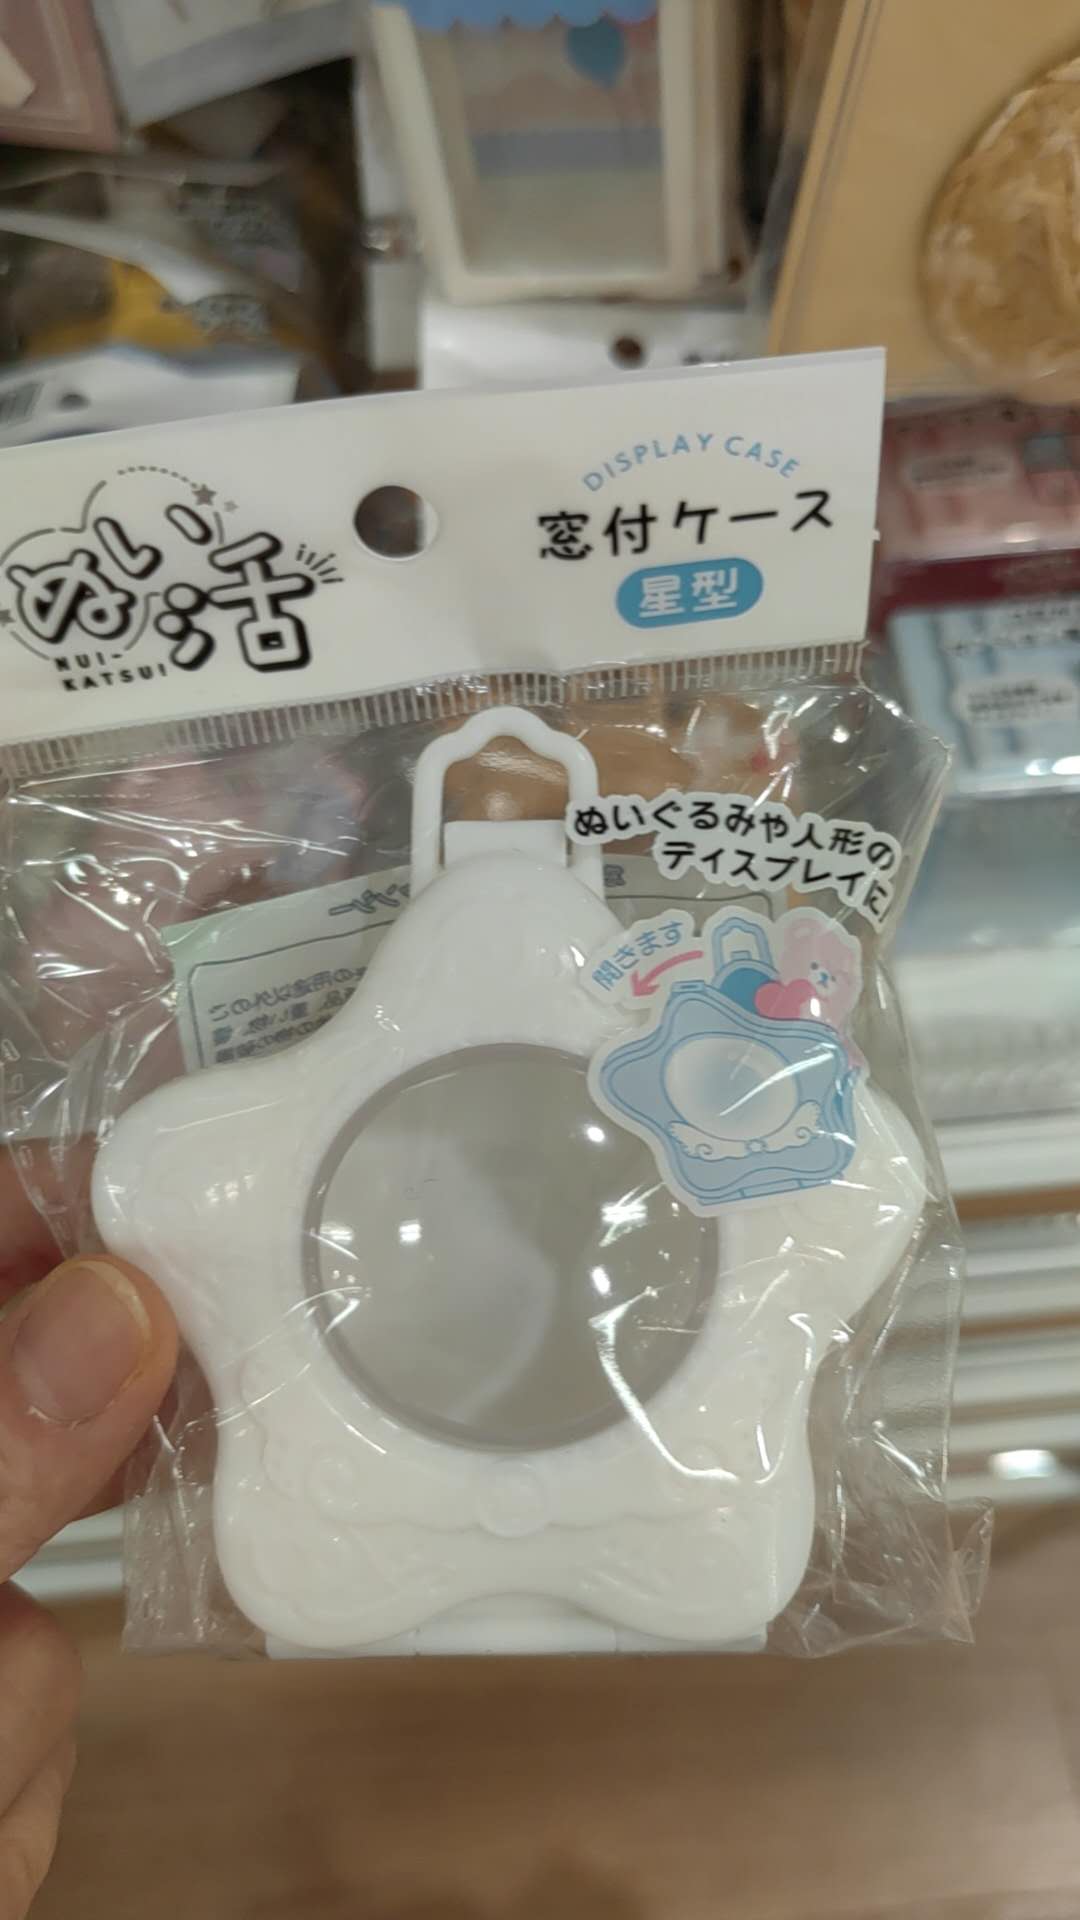 ぬい活
NUI-
KATSUI
DISPLAY CASE
窓付ケース
星型
ぬいぐるみや人形の
ディスプレイに
開きます